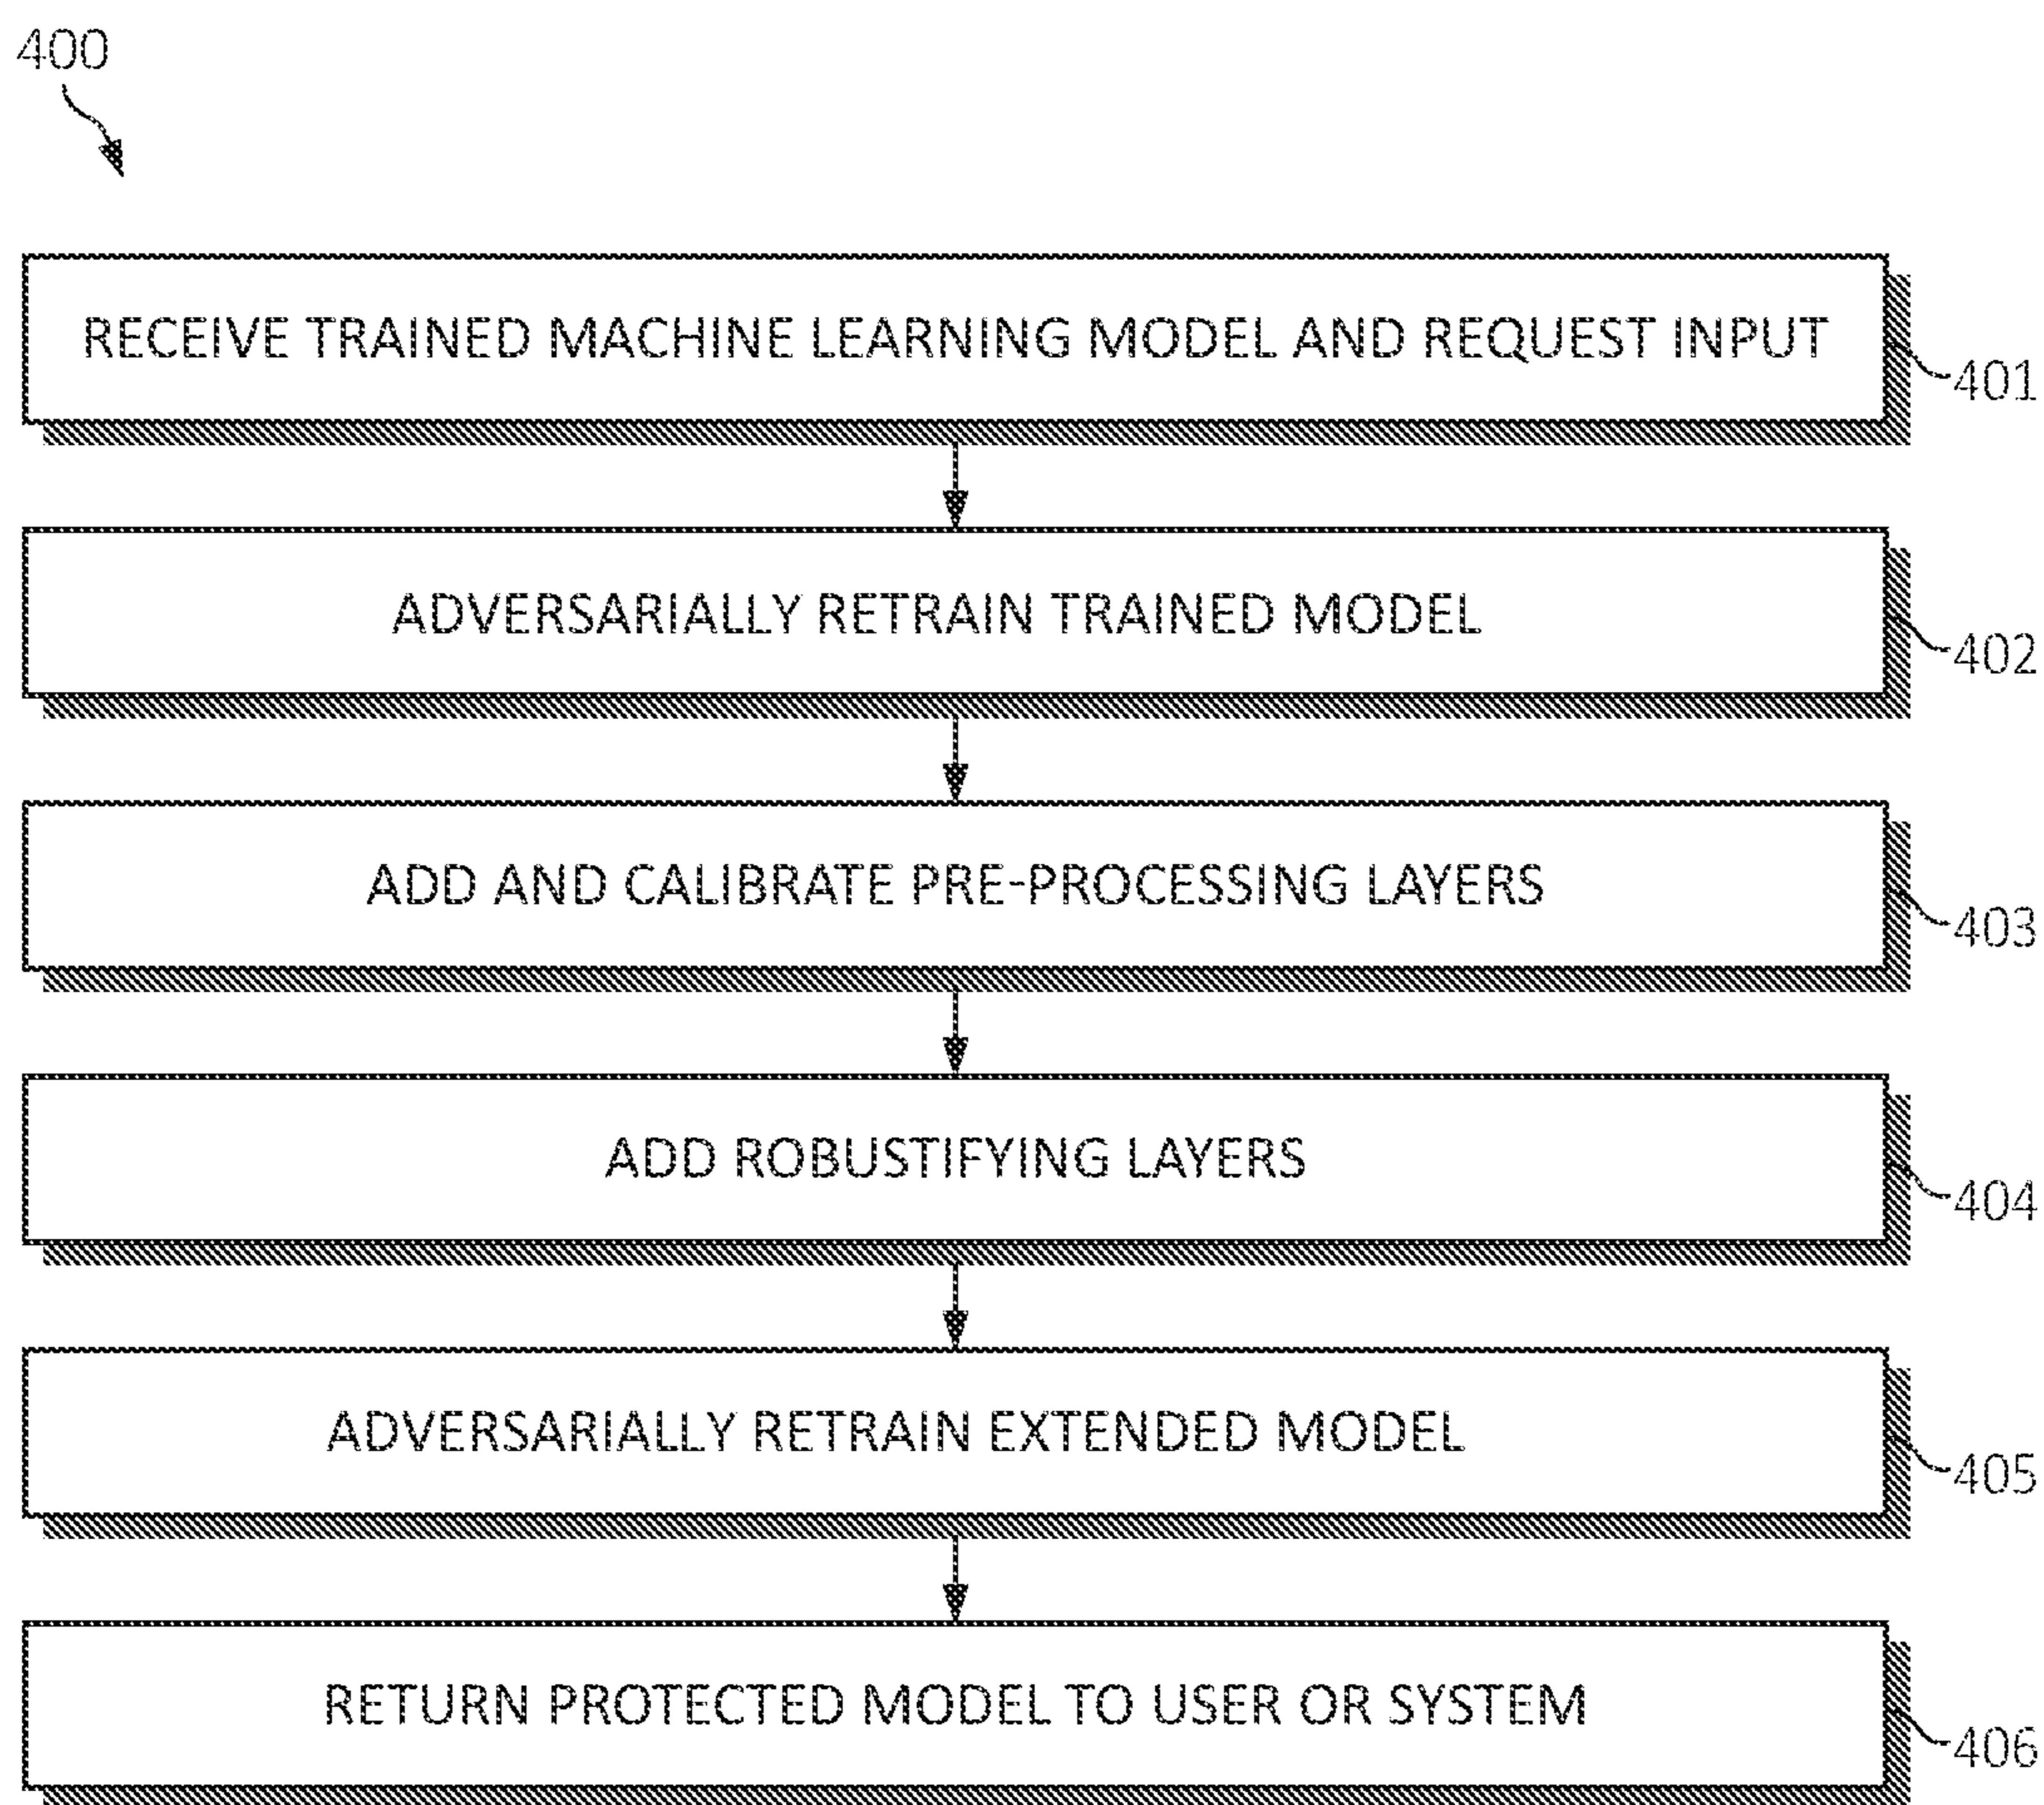 400
RECEIVE TRAINED MACHINE LEARNING MODEL AND REQUEST INPUT
401
ADVERSARIALLY RETRAIN TRAINED MODEL
402
ADD AND CALIBRATE PRE-PROCESSING LAYERS
403
ADD ROBUSTIFYING LAYERS
404
ADVERSARIALLY RETRAIN EXTENDED MODEL
405
RETURN PROTECTED MODEL TO USER OR SYSTEM
406